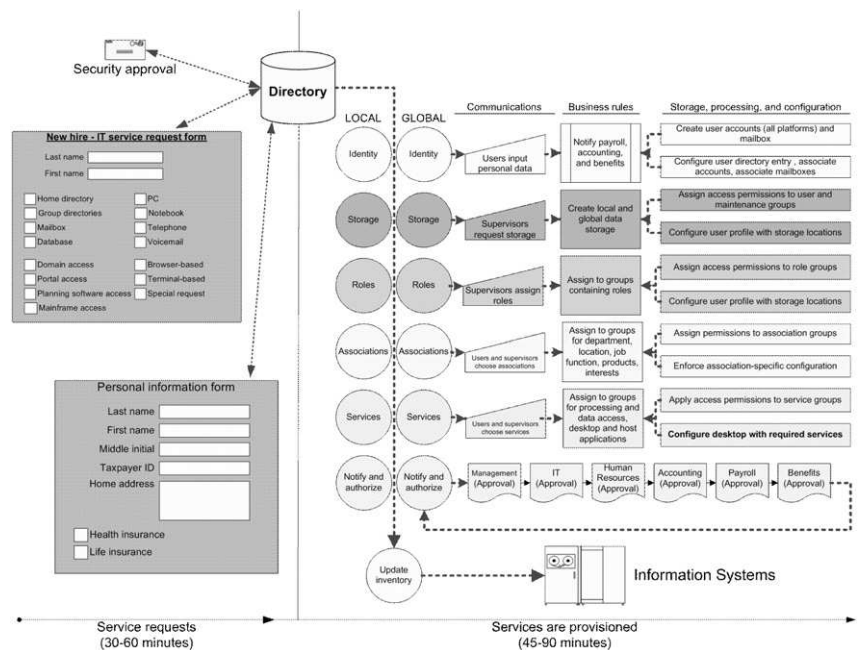 Security approval
Directory
New hire - IT service request form
Last name
First name
Home directory
Group directories
Mailbox
Database
PC
Notebook
Telephone
Voicemail
Domain access
Portal access
Planning software access
Mainframe access
Browser-based
Terminal-based
Special request
Personal information form
Last name
First name
Middle initial
Taxpayer ID
Home address
Health insurance
Life insurance
LOCAL
GLOBAL
Communications
Business rules
Storage, processing, and configuration
Identity
Identity
Users input
personal data
Notify payroll,
accounting,
and benefits
Create user accounts (all platforms) and
mailbox
Configure user directory entry , associate
accounts, associate mailboxes
Storage
Storage
Supervisors
request storage
Create local and
global data
storage
Assign access permissions to user and
maintenance groups
Configure user profile with storage locations
Roles
Roles
Supervisors assign
roles
Assign to groups
containing roles
Assign access permissions to role groups
Configure user profile with storage locations
Associations
Associations
Users and supervisors
choose associations
Assign to groups
for department,
location, job
function, products,
interests
Assign permissions to association groups
Enforce association-specific configuration
Services
Services
Users and supervisors
choose services
Assign to groups
for processing and
data access,
desktop and host
applications
Apply access permissions to service groups
Configure desktop with required services
Notify and
authorize
Notify and
authorize
Management
(Approval)
IT
(Approval)
Human
Resources
(Approval)
Accounting
(Approval)
Payroll
(Approval)
Benefits
(Approval)
Update
inventory
Information Systems
Service requests
(30-60 minutes)
Services are provisioned
(45-90 minutes)